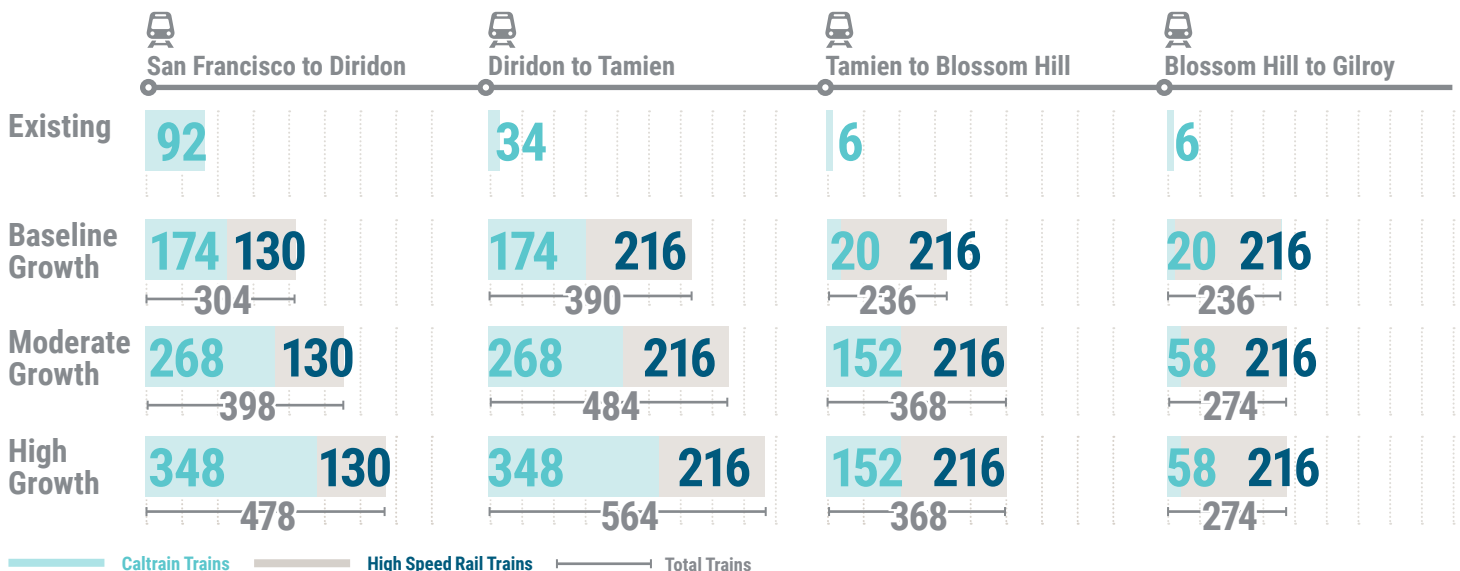 San Francisco to Diridon
Diridon to Tamien
Tamien to Blossom Hill
Blossom Hill to Gilroy
Existing
92
34
6
6
Baseline
Growth
174 130
174 216
20 216
20 216
304
390
236
236
Moderate
Growth
268 130
268 216
152 216
58 216
398
484
368
274
High
Growth
348 130
348 216
152 216
58 216
478
564
368
274
Caltrain Trains
High Speed Rail Trains
Total Trains